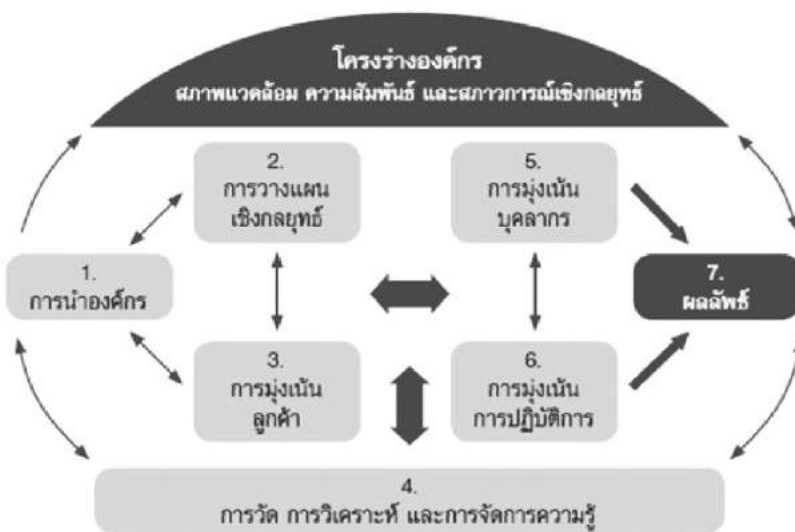 โครงร่างองค์กร
สภาพแวดล้อม ความสัมพันธ์ และสภาวการณ์เชิงกลยุทธ์
1.
การนำองค์กร
2.
การวางแผน
เชิงกลยุทธ์
3.
การมุ่งเน้น
ลูกค้า
5.
การมุ่งเน้น
บุคลากร
6.
การมุ่งเน้น
การปฏิบัติการ
7.
ผลลัพธ์
4.
การวัด การวิเคราะห์ และการจัดการความรู้